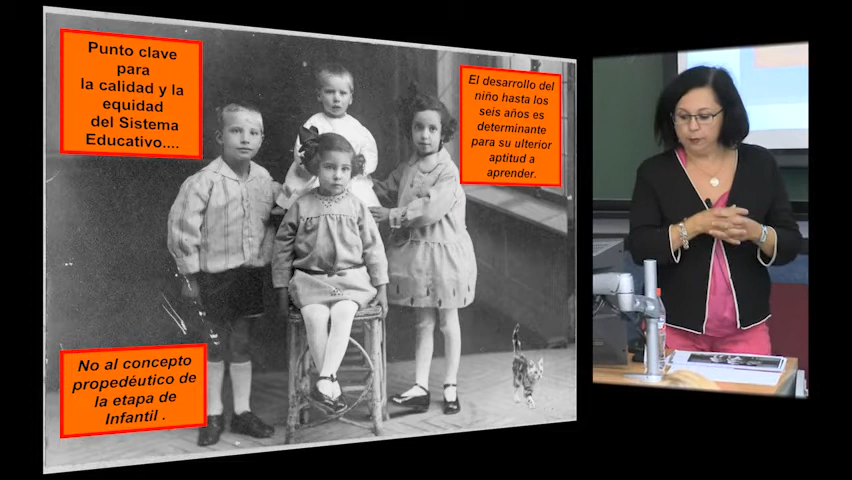 Punto clave
para
la calidad y la
equidad
del Sistema
Educativo....
El desarrollo del
niño hasta los
seis años es
determinante
para su ulterior
aptitud a
aprender.
No al concepto
propedéutico de
la etapa de
Infantil .